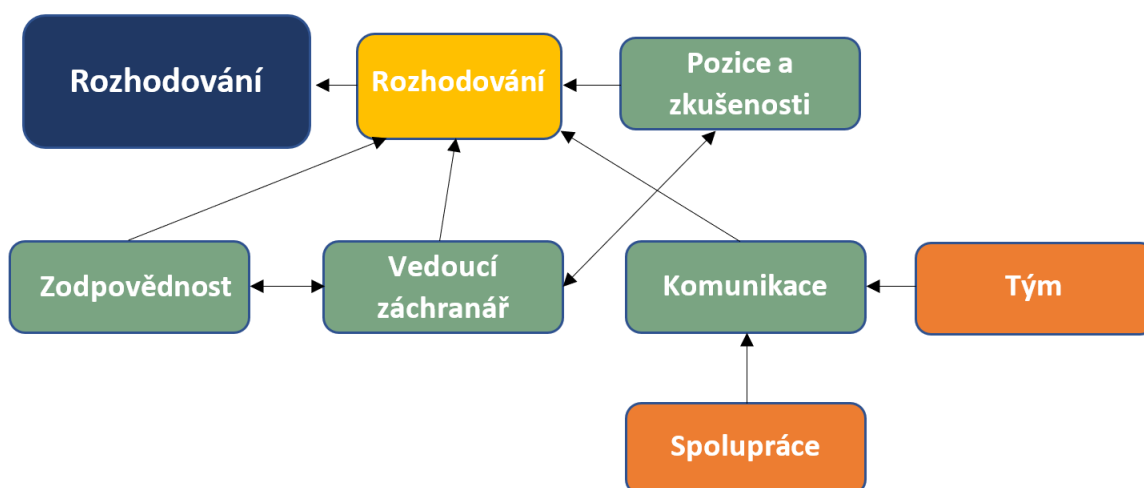 Rozhodování
Rozhodování
Pozice a
zkušenosti
Zodpovědnost
Vedoucí
záchranář
Komunikace
Tým
Spolupráce